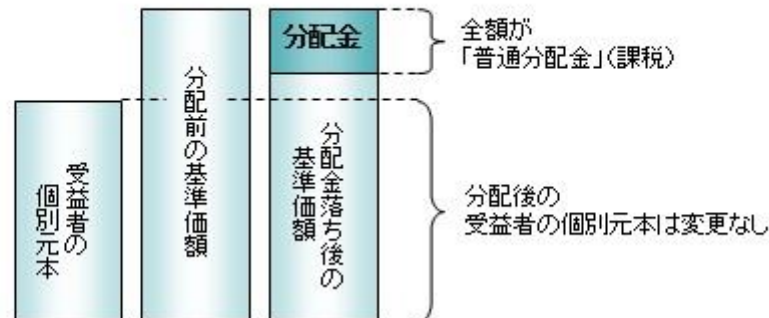 受益者の
個別元本
分配前の基準価額
分配金
分配金落ち後の
基準価額
全額が
「普通分配金」(課税)
分配後の
受益者の個別元本は変更なし